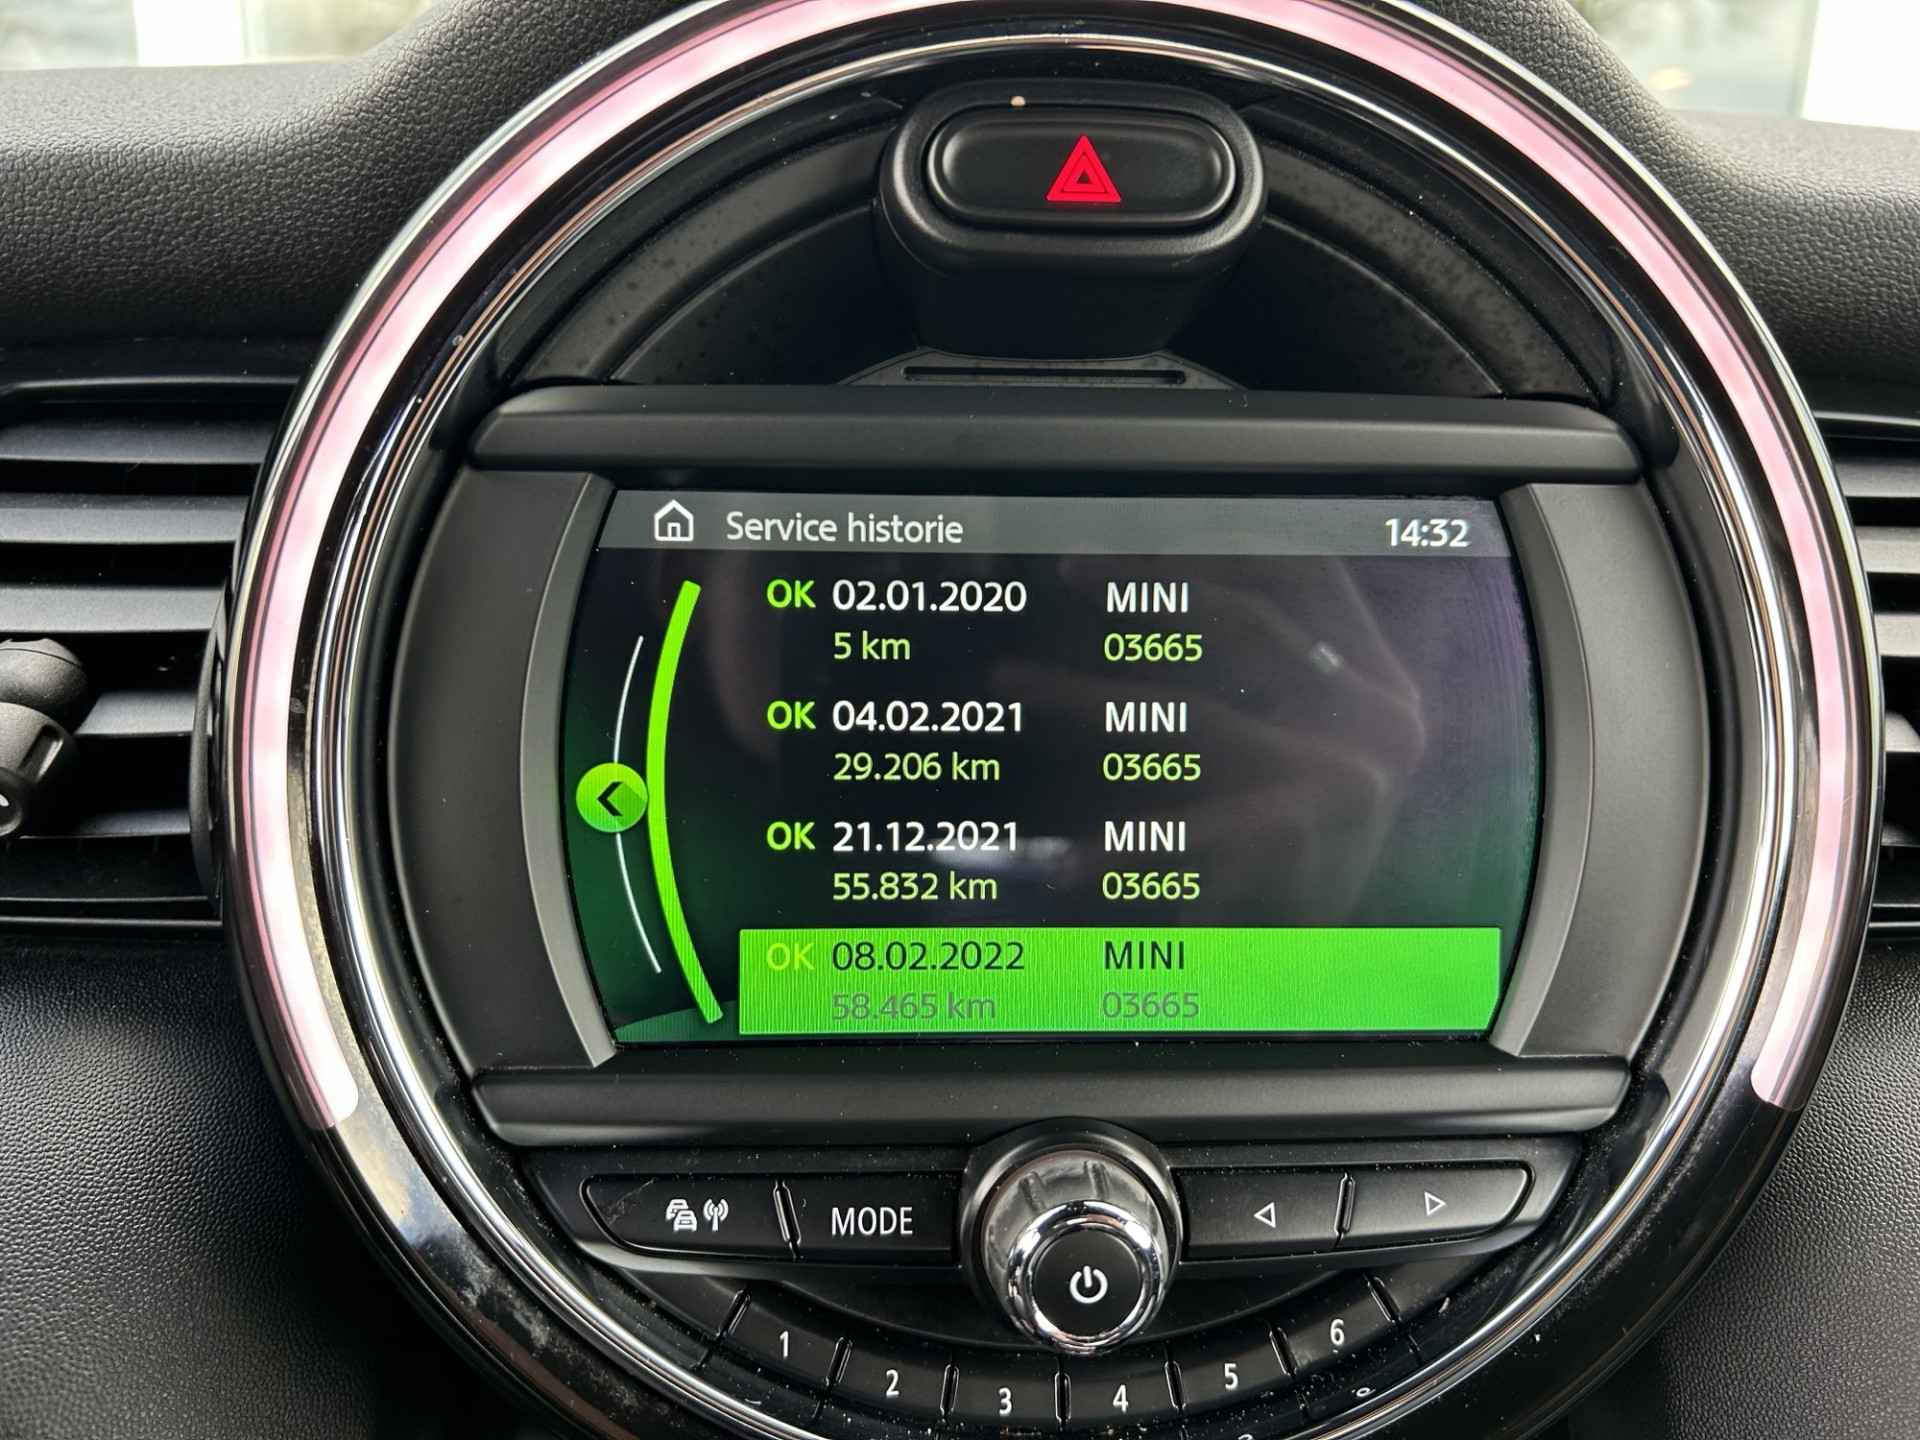 Service historie 14:32
OK 02.01.2020 MINI
5 km 03665
OK 04.02.2021 MINI
29.206 km 03665
OK 21.12.2021 MINI
55.832 km 03665
OK 08.02.2022 MINI
58.465 km 03665
MODE
1 2 3 4 5 6